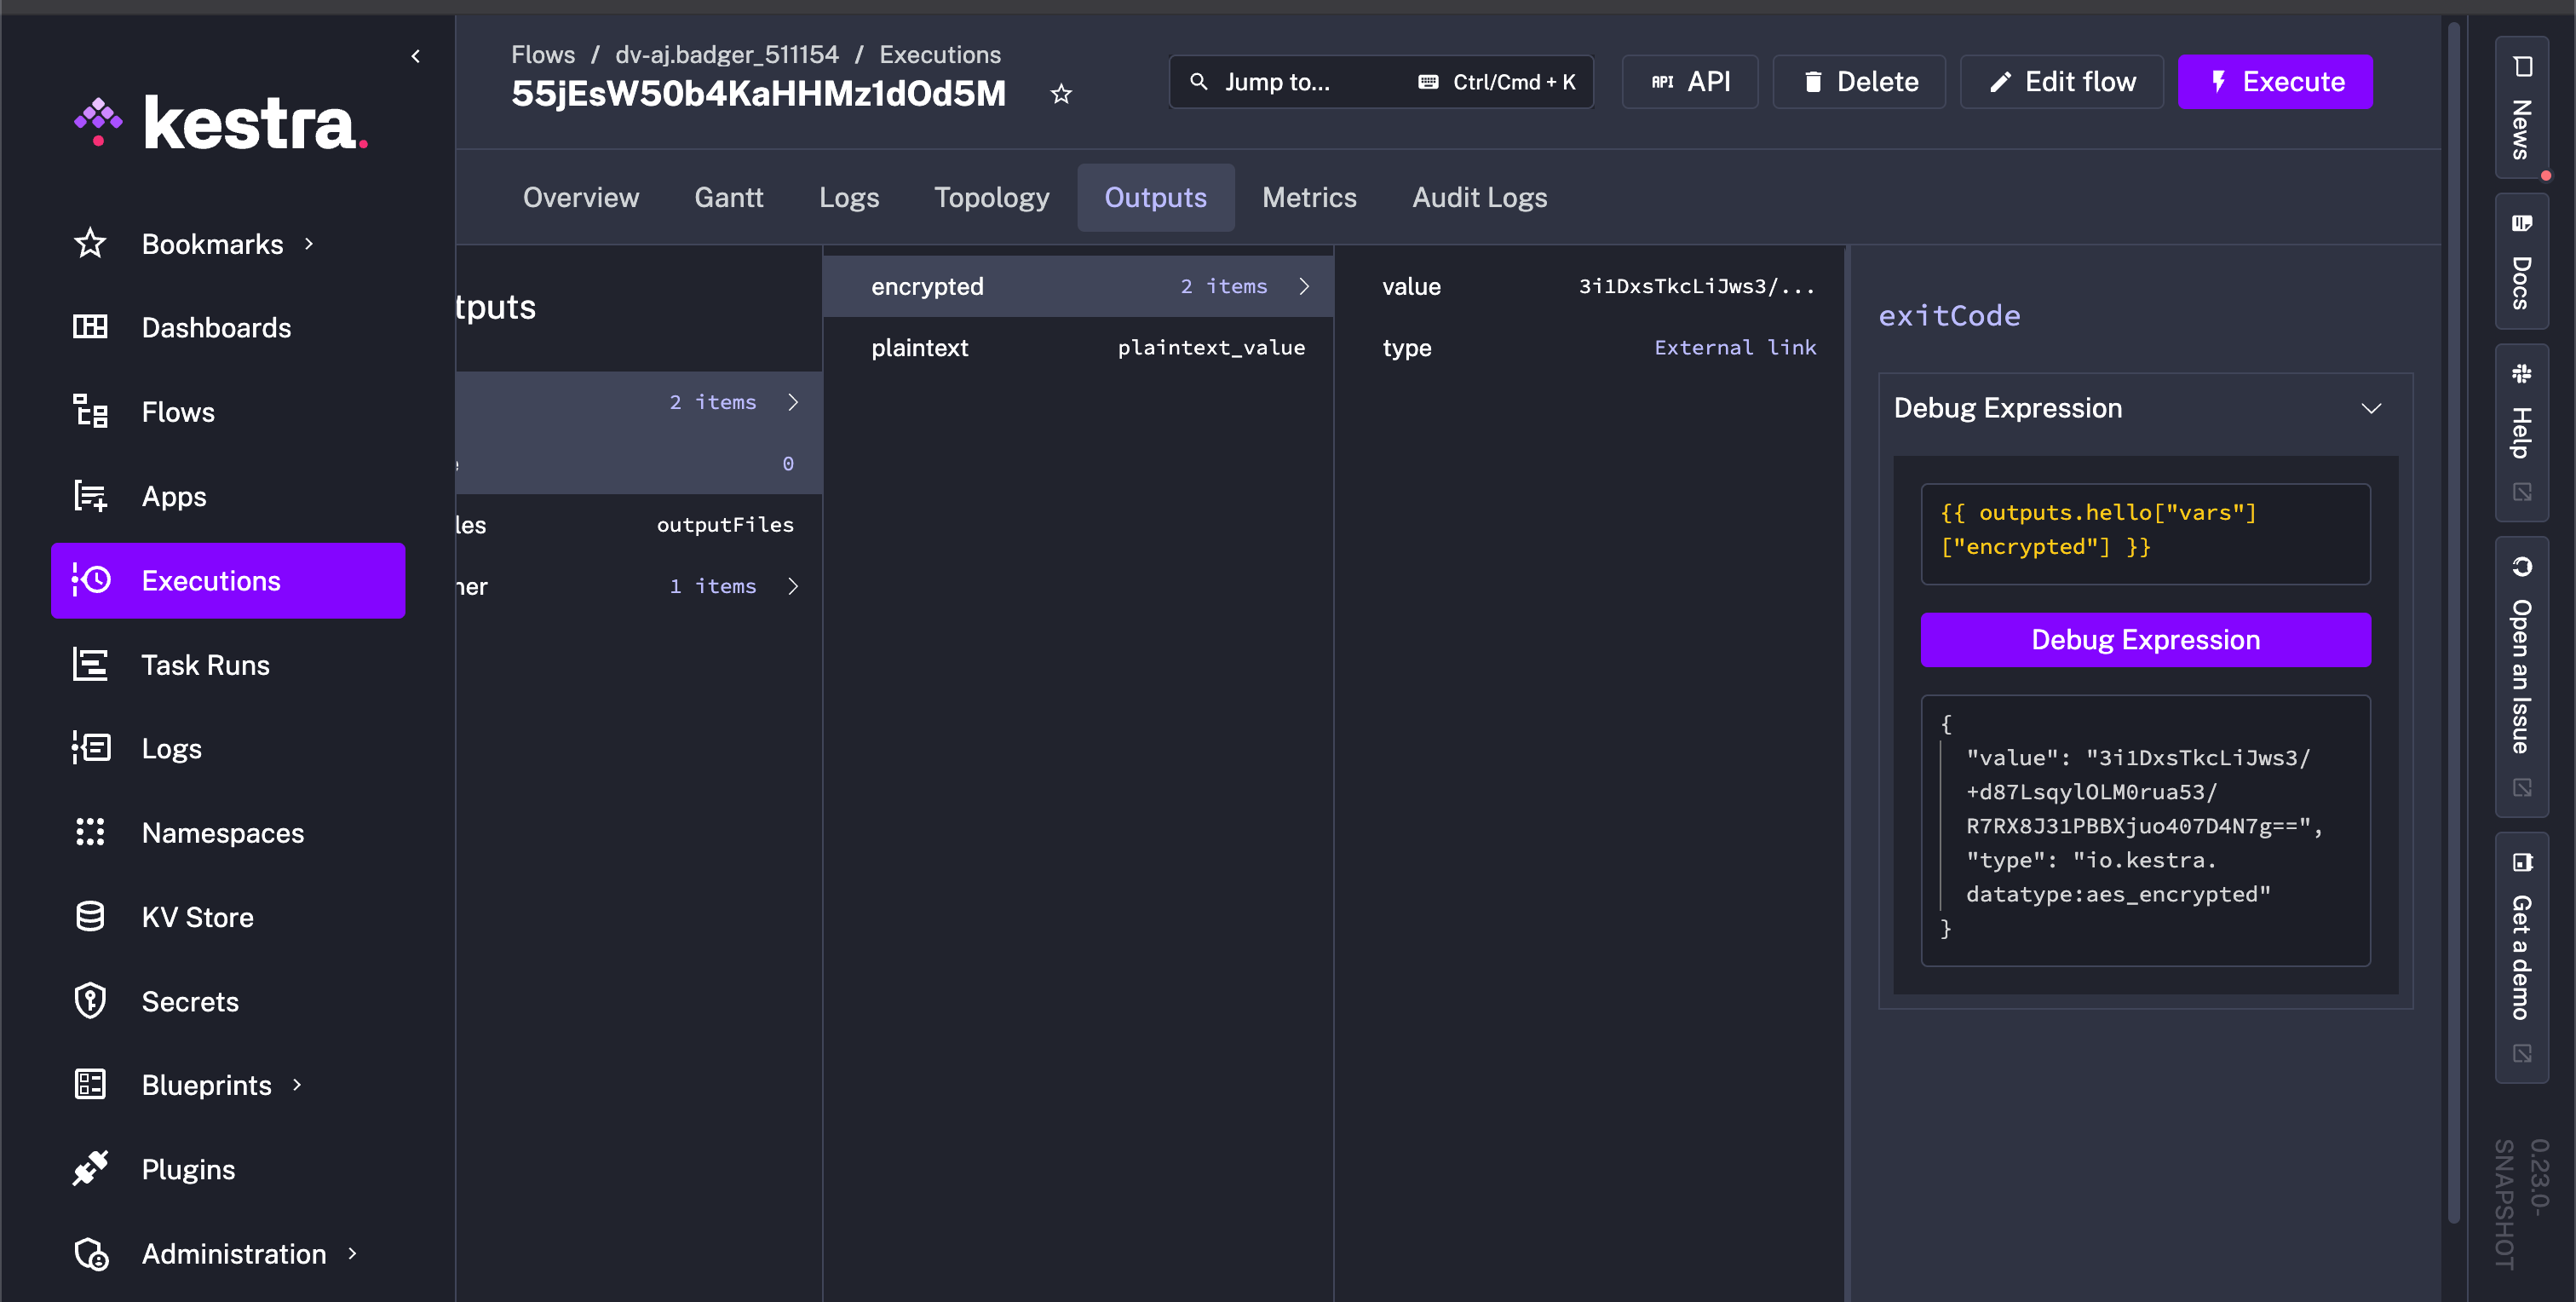 kestra.
Bookmarks
Dashboards
Flows
Apps
Executions
Task Runs
Logs
Namespaces
KV Store
Secrets
Blueprints
Plugins
Administration
Flows / dv-aj.badger_511154 / Executions
55jEsW50b4KaHHMz1dOd5M
Jump to... Ctrl/Cmd + K
API API
Delete
Edit flow
Execute
Overview Gantt Logs Topology Outputs Metrics Audit Logs
tputs
2 items
0
les outputFiles
ner 1 items
encrypted 2 items
plaintext plaintext_value
value 3i1DxsTkcLiJws3/...
type External link
exitCode
Debug Expression
{{ outputs.hello["vars"]
["encrypted"] }}
Debug Expression
{
"value": "3i1DxsTkcLiJws3/
+d87LsqylOLM0rua53/
R7RX8J31PBBXjuo407D4N7g==",
"type": "io.kestra.
datatype:aes_encrypted"
}
News
Docs
Help
Open an Issue
Get a demo
0.23.0-
SNAPSHOT